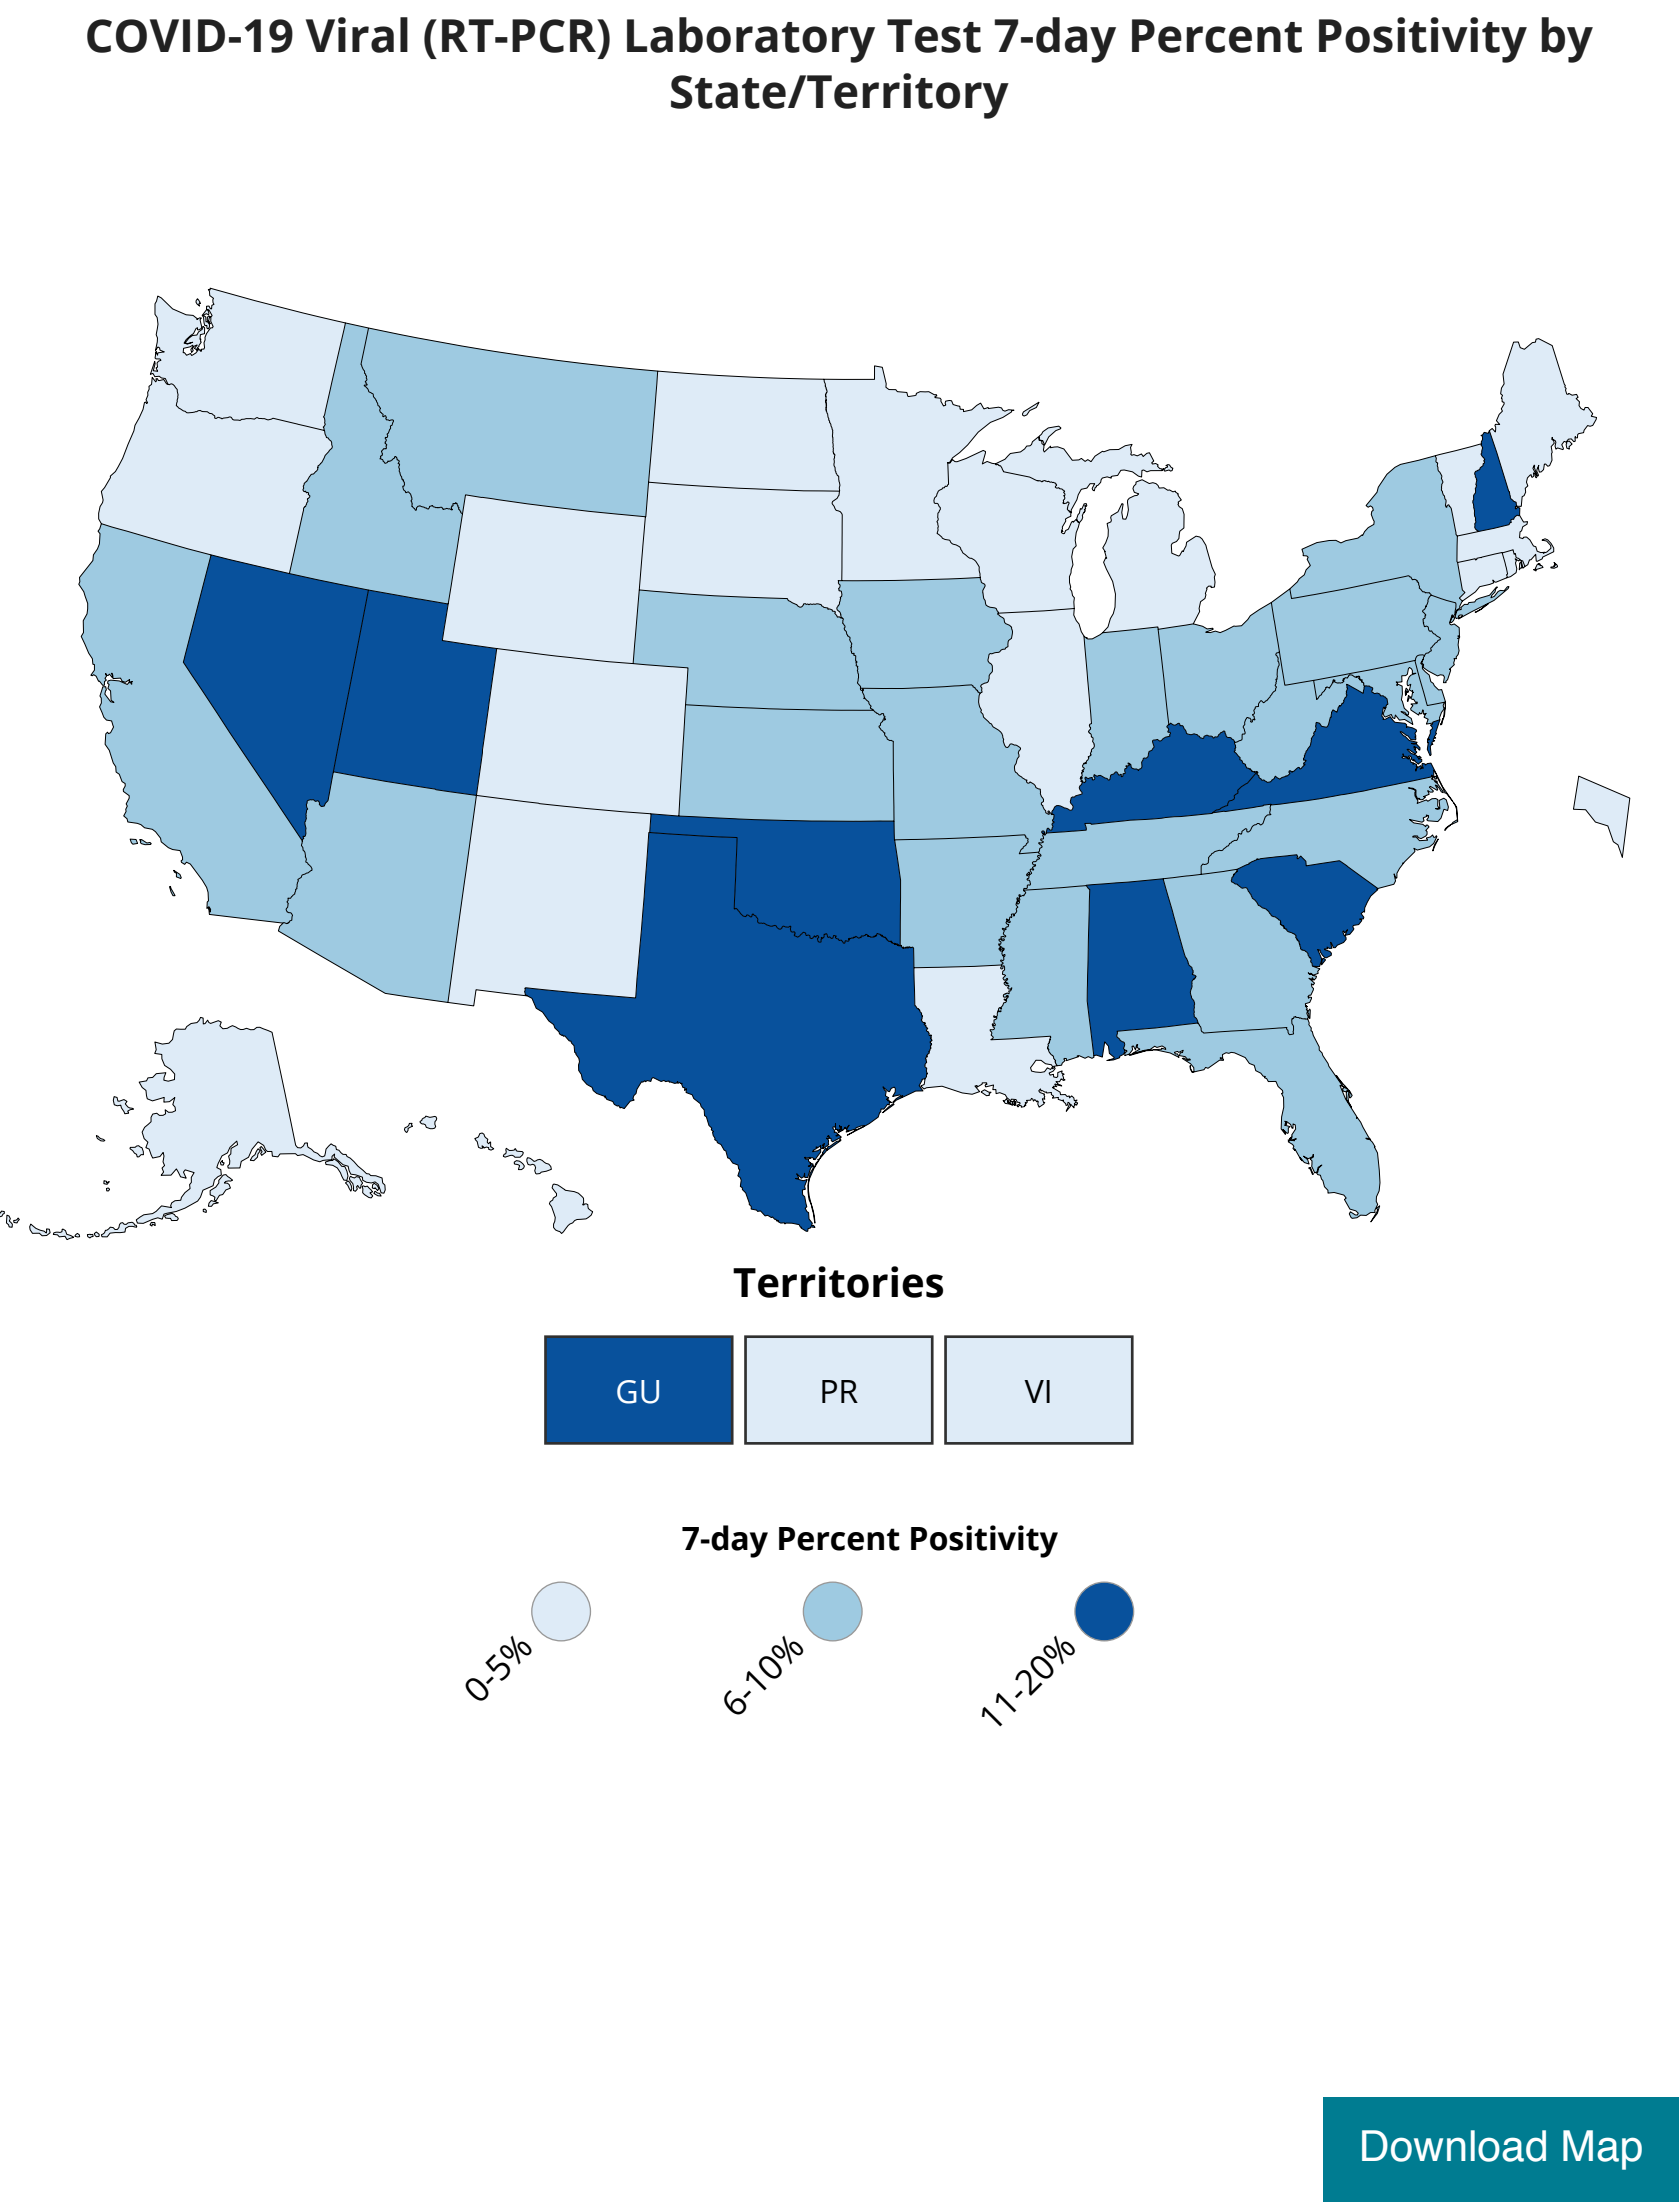 COVID-19 Viral (RT-PCR) Laboratory Test 7-day Percent Positivity by
State/Territory
Territories
GU
PR
VI
7-day Percent Positivity
0-5%
6-10%
11-20%
Download Map